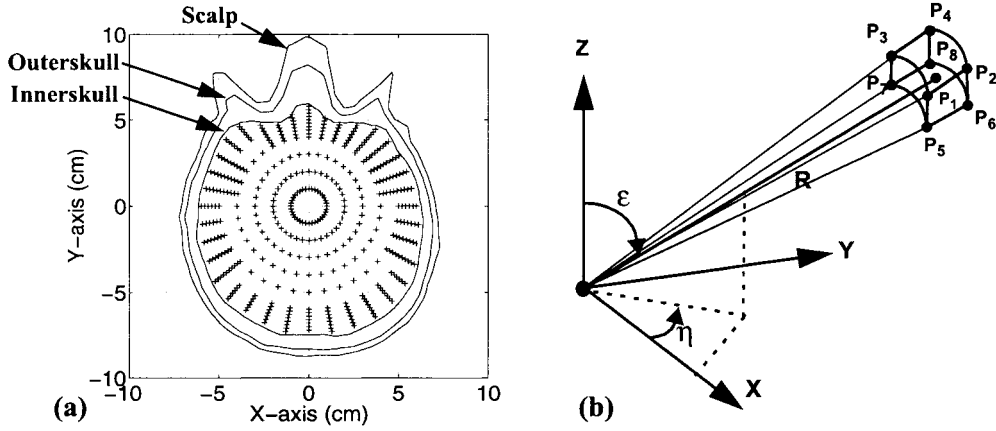 Scalp
Outerskull
Innerskull
10
5
0
−5
−10
Y−axis (cm)
−10
−5
0
5
10
X−axis (cm)
(a)
Z
Y
X
R
ε
η
P3
P4
P8
P2
P7
P1
P6
P5
(b)